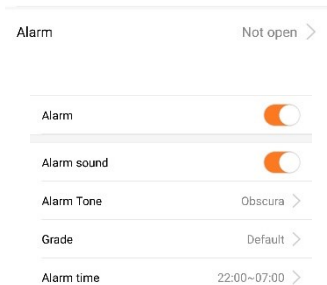 Alarm Not open
Alarm
Alarm sound
Alarm Tone Obscura
Grade Default
Alarm time 22:00~07:00